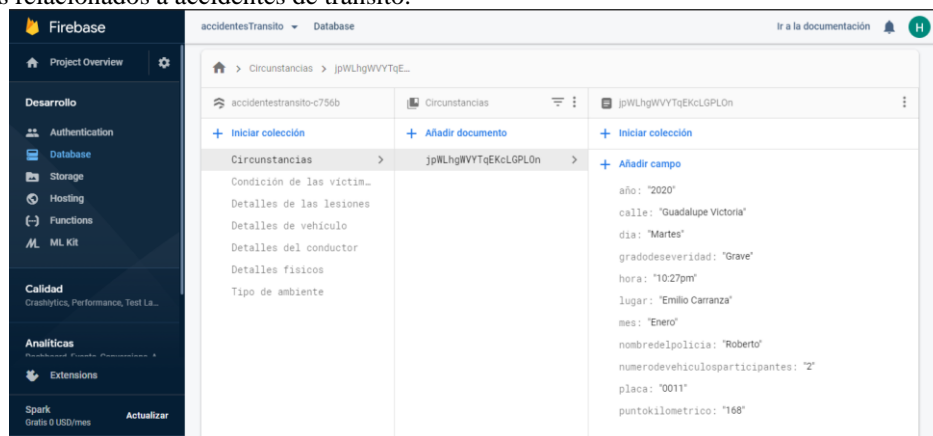 s relacionados a accidentes de tránsito.
Firebase
accidentesTransito Database
Ir a la documentación
H
Project Overview
Circunstancias > jpWLhgWVYTqE...
Desarrollo
accidentestransito-c756b
Circunstancias
jpWLhgWVYTqEKcLGPLOn
+ Iniciar colección
+ Añadir documento
+ Iniciar colección
Authentication
Database
Storage
Hosting
Functions
ML Kit
Circunstancias >
Condición de las víctim...
Detalles de las lesiones
Detalles de vehículo
Detalles del conductor
Detalles físicos
Tipo de ambiente
jpWLhgWVYTqEKcLGPLOn >
+ Añadir campo
año: "2020"
calle: "Guadalupe Victoria"
dia: "Martes"
gradodeseveridad: "Grave"
hora: "10:27pm"
lugar: "Emilio Carranza"
mes: "Enero"
nombredelpolicia: "Roberto"
numerodevehiculosparticipantes: "2"
placa: "0011"
puntokilometrico: "168"
Calidad
Crashlytics, Performance, Test La...
Analíticas
Extensions
Spark
Gratis 0 USD/mes
Actualizar